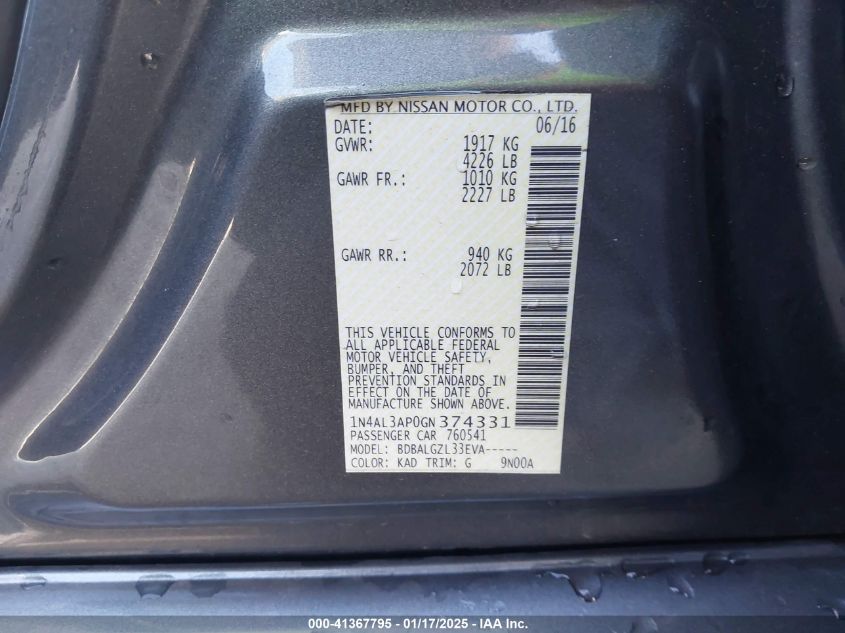 MFD BY NISSAN MOTOR CO., LTD.
DATE: 06/16
GVWR: 1917 KG
4226 LB
GAWR FR.: 1010 KG
2227 LB
GAWR RR.: 940 KG
2072 LB
THIS VEHICLE CONFORMS TO
ALL APPLICABLE FEDERAL
MOTOR VEHICLE SAFETY,
BUMPER, AND THEFT
PREVENTION STANDARDS IN
EFFECT ON THE DATE OF
MANUFACTURE SHOWN ABOVE.
1N4AL3AP0GN374331
PASSENGER CAR 760541
MODEL: BDBALGZL33EVA-----
COLOR: KAD TRIM: G 9N00A
000-41367795 - 01/17/2025 - IAA Inc.